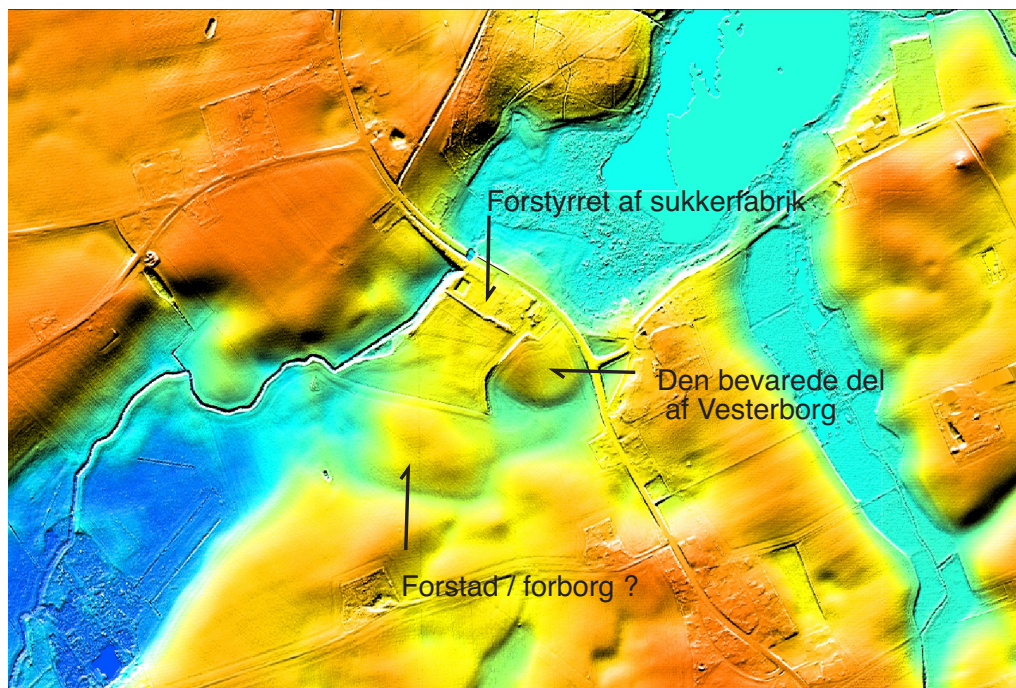 Forstyrret af sukkerfabrik
Den bevarede del
af Vesterborg
Forstad / forborg ?